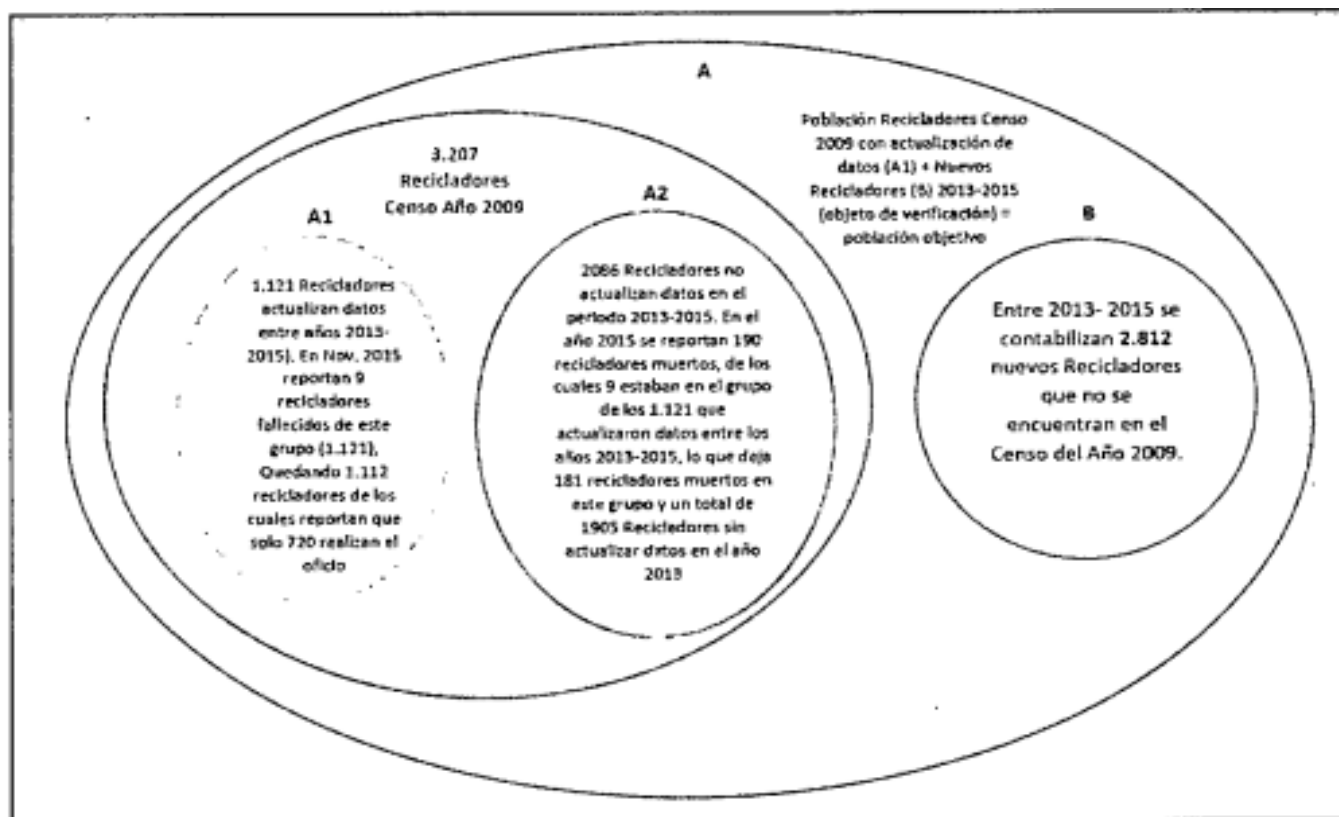 A
Población Recicladores Censo
2009 con actualización de
datos (A1) + Nuevos
Recicladores (B) 2013-2015
(objeto de verificación) =
población objetivo
3.207
Recicladores
Censo Año 2009
A1
1.121 Recicladores
actualizan datos
entre años 2013-
2015). En Nov. 2015
reportan 9
recicladores
fallecidos de este
grupo (1.121),
Quedando 1.112
recicladores de los
cuales reportan que
solo 720 realizan el
oficio
A2
2086 Recicladores no
actualizan datos en el
periodo 2013-2015. En el
año 2015 se reportan 190
recicladores muertos, de los
cuales 9 estaban en el grupo
de los 1.121 que
actualizaron datos entre los
años 2013-2015, lo que deja
181 recicladores muertos en
este grupo y un total de
1905 Recicladores sin
actualizar datos en el año
2013
B
Entre 2013- 2015 se
contabilizan 2.812
nuevos Recicladores
que no se
encuentran en el
Censo del Año 2009.